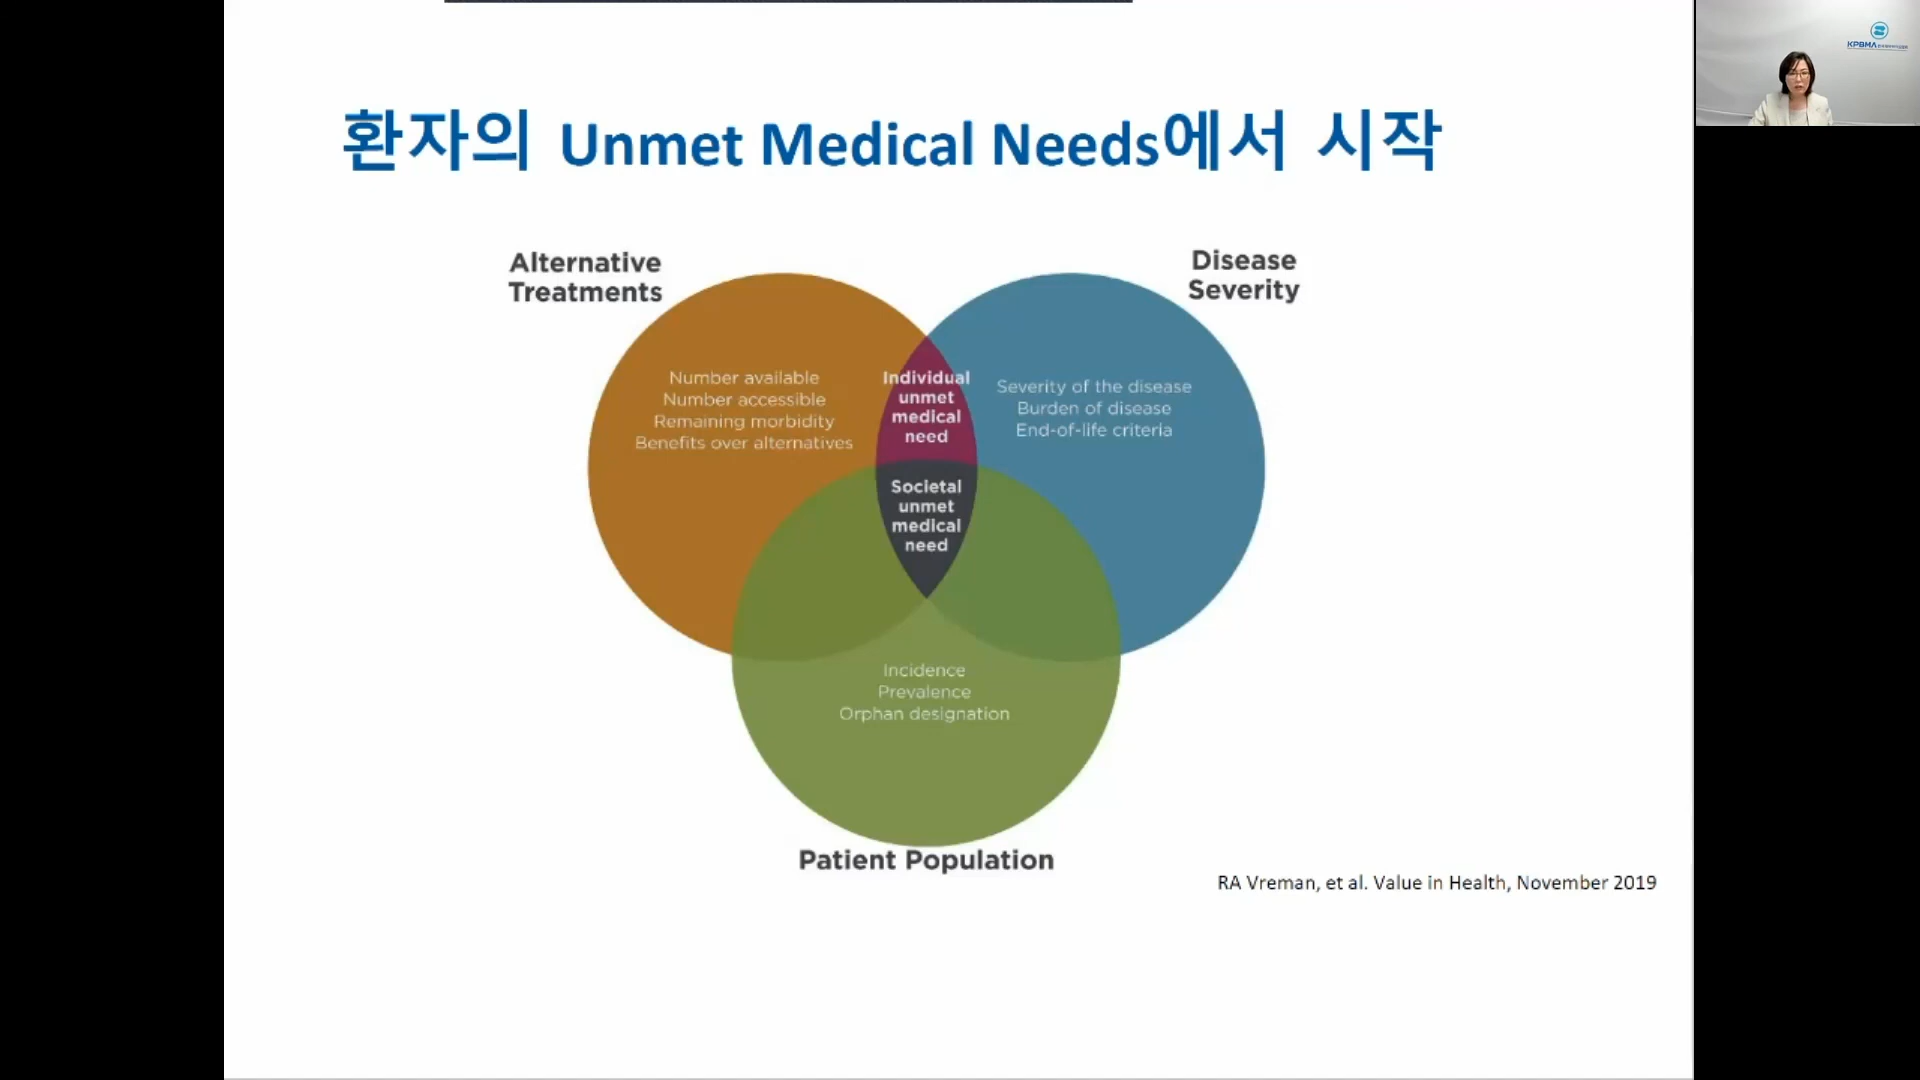 환자의 Unmet Medical Needs에서 시작
Alternative
Treatments
Disease
Severity
Number available
Number accessible
Remaining morbidity
Benefits over alternatives
Individual
unmet
medical
need
Severity of the disease
Burden of disease
End-of-life criteria
Societal
unmet
medical
need
Incidence
Prevalence
Orphan designation
Patient Population
RA Vreman, et al. Value in Health, November 2019
KPBMA